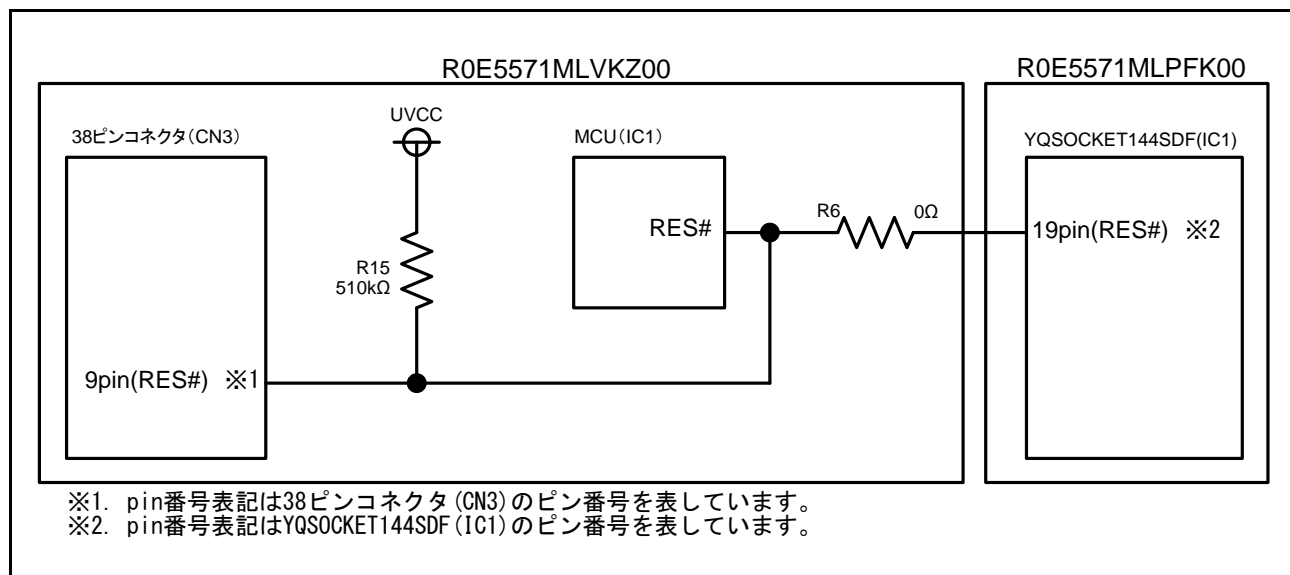 R0E5571MLVKZ00
R0E5571MLPFK00
38ピンコネクタ(CN3)
UVCC
MCU(IC1)
YQSOCKET144SDF(IC1)
R15
510kΩ
RES#
R6 0Ω
19pin(RES#) ※2
9pin(RES#) ※1
※1. pin番号表記は38ピンコネクタ(CN3)のピン番号を表しています。
※2. pin番号表記はYQSOCKET144SDF(IC1)のピン番号を表しています。